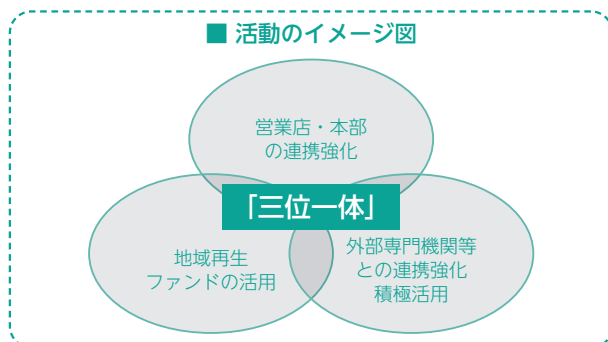 ■ 活動のイメージ図
営業店・本部
の連携強化
「三位一体」
地域再生
ファンドの活用
外部専門機関等
との連携強化
積極活用